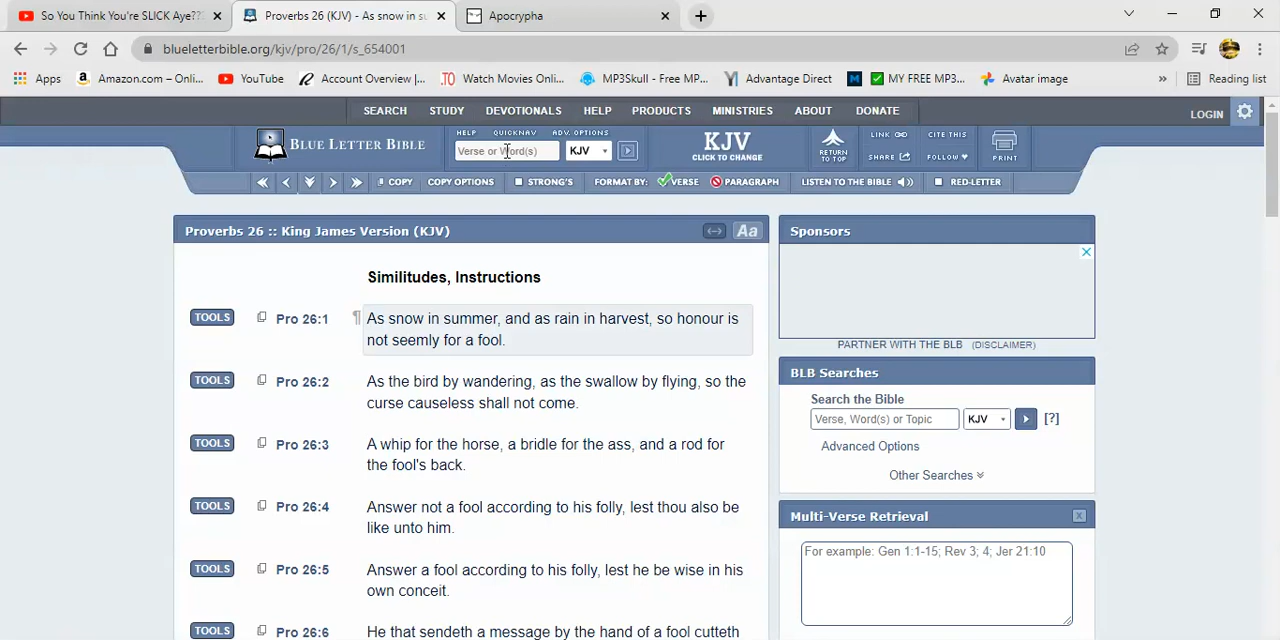 So You Think You're SLICK Aye???
Proverbs 26 (KJV) - As snow in su
Apocrypha
blueletterbible.org/kjv/pro/26/1/s_654001
Apps
Amazon.com – Onli...
YouTube
Account Overview |...
Watch Movies Onli...
MP3Skull - Free MP...
Advantage Direct
MY FREE MP3...
Avatar image
»
Reading list
SEARCH STUDY DEVOTIONALS HELP PRODUCTS MINISTRIES ABOUT DONATE
LOGIN
BLUE LETTER BIBLE
HELP QUICKNAV ADV. OPTIONS
Verse or Word(s)
KJV
KJV
CLICK TO CHANGE
RETURN
TO TOP
LINK
SHARE
CITE THIS
FOLLOW
PRINT
COPY COPY OPTIONS STRONG'S FORMAT BY: VERSE PARAGRAPH LISTEN TO THE BIBLE RED-LETTER
Proverbs 26 :: King James Version (KJV)
Aa
Similitudes, Instructions
TOOLS Pro 26:1 ¶ As snow in summer, and as rain in harvest, so honour is
not seemly for a fool.
TOOLS Pro 26:2 As the bird by wandering, as the swallow by flying, so the
curse causeless shall not come.
TOOLS Pro 26:3 A whip for the horse, a bridle for the ass, and a rod for
the fool's back.
TOOLS Pro 26:4 Answer not a fool according to his folly, lest thou also be
like unto him.
TOOLS Pro 26:5 Answer a fool according to his folly, lest he be wise in his
own conceit.
TOOLS Pro 26:6 He that sendeth a message by the hand of a fool cutteth
Sponsors
PARTNER WITH THE BLB (DISCLAIMER)
BLB Searches
Search the Bible
Verse, Word(s) or Topic
KJV
[?]
Advanced Options
Other Searches
Multi-Verse Retrieval
x
For example: Gen 1:1-15; Rev 3; 4; Jer 21:10